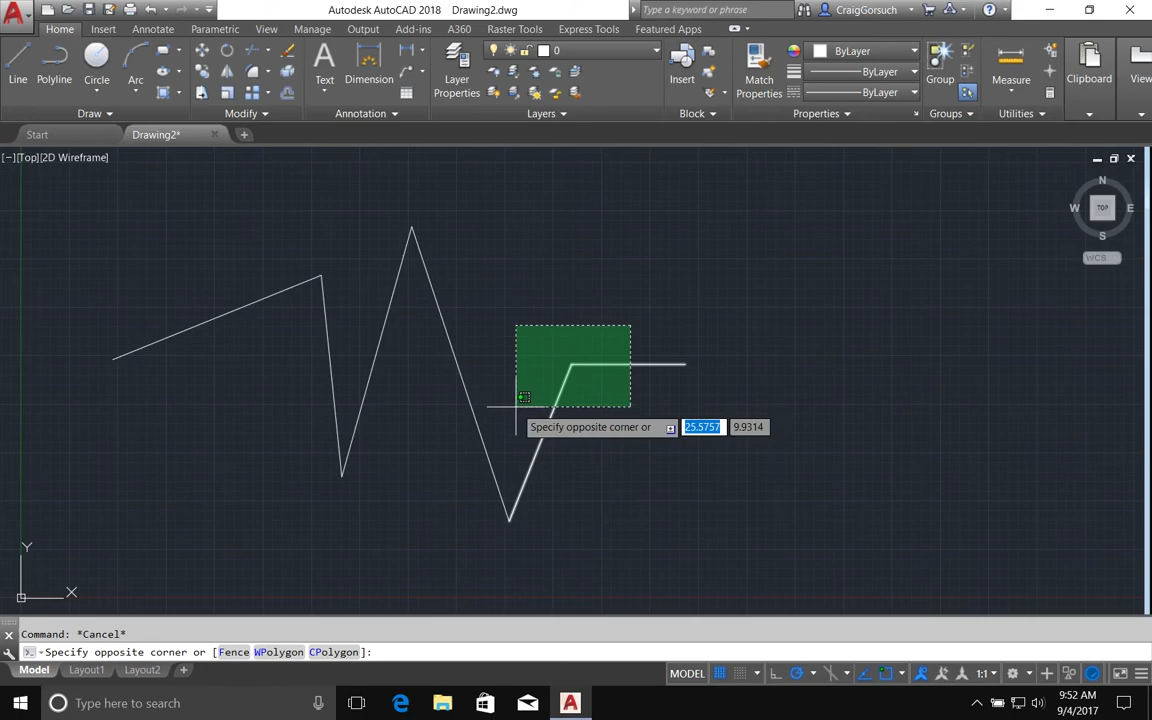 A Autodesk AutoCAD 2018 Drawing2.dwg Type a keyword or phrase CraigGorsuch
Home Insert Annotate Parametric View Manage Output Add-ins A360 Raster Tools Express Tools Featured Apps
0 ByLayer
ByLayer
ByLayer
Line Polyline Circle Arc Text Dimension Layer Properties Insert Match Properties Group Measure Clipboard View
Draw Modify Annotation Layers Block Properties Groups Utilities
Start Drawing2*
[−][Top][2D Wireframe]
N
W TOP E
S
WCS
Specify opposite corner or 25.5757 9.9314
Y
X
Command: *Cancel*
Specify opposite corner or [Fence WPolygon CPolygon]:
Model Layout1 Layout2 MODEL 1:1
Type here to search 9:52 AM
9/4/2017